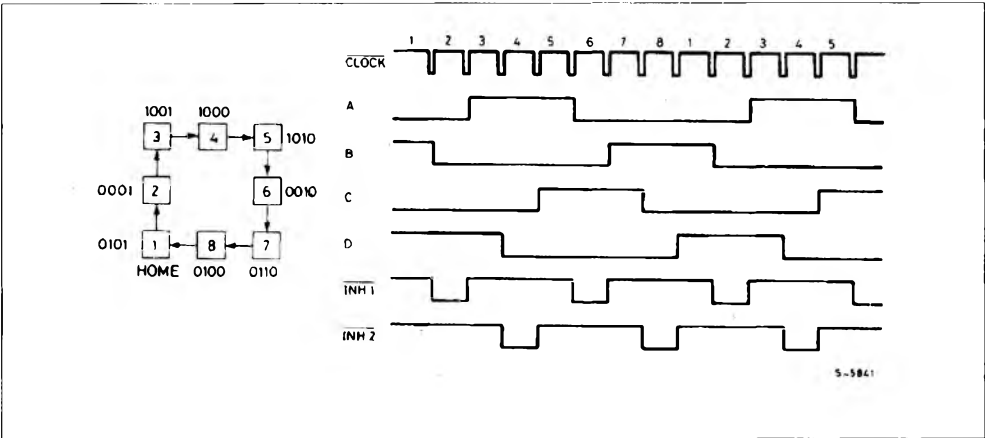 1 2 3 4 5 6 7 8 1 2 3 4 5
CLOCK
A
B
C
D
INH 1
INH 2
1001 1000
3 4 5 1010
0001 2 6 0010
0101 1 8 7
HOME 0100 0110
S-5841